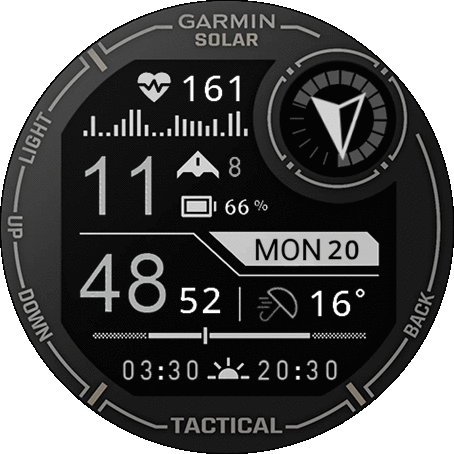 GARMIN
SOLAR
161
LIGHT
11
8
66 %
UP
MON 20
48
52
16°
DOWN
BACK
03:30
20:30
TACTICAL